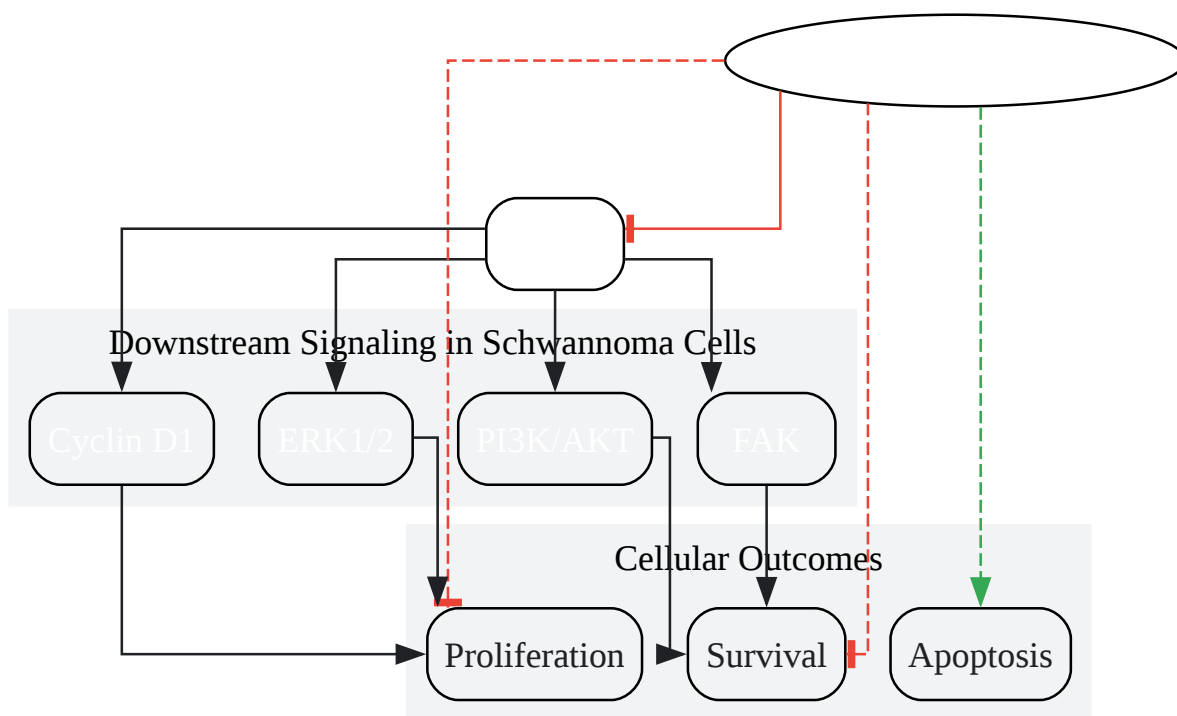 Downstream Signaling in Schwannoma Cells
Cyclin D1
ERK1/2
PI3K/AKT
FAK
Cellular Outcomes
Proliferation
Survival
Apoptosis